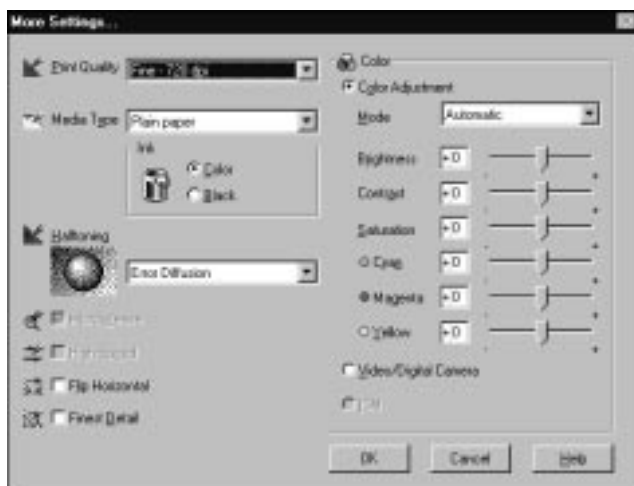 More Settings...
Print Quality
Fine - 720 dpi
Media Type
Plain paper
Ink
Color
Black
Halftoning
Error Diffusion
Flip Horizontal
Finest Detail
Color
Color Adjustment
Mode
Automatic
Brightness
+0
Contrast
+0
Saturation
+0
Cyan
+0
Magenta
+0
Yellow
+0
Video/Digital Camera
OK
Cancel
Help